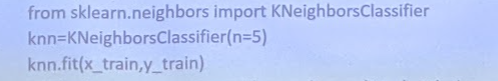 from sklearn.neighbors import KNeighborsClassifier
knn=KNeighborsClassifier(n=5)
knn.fit(x_train,y_train)